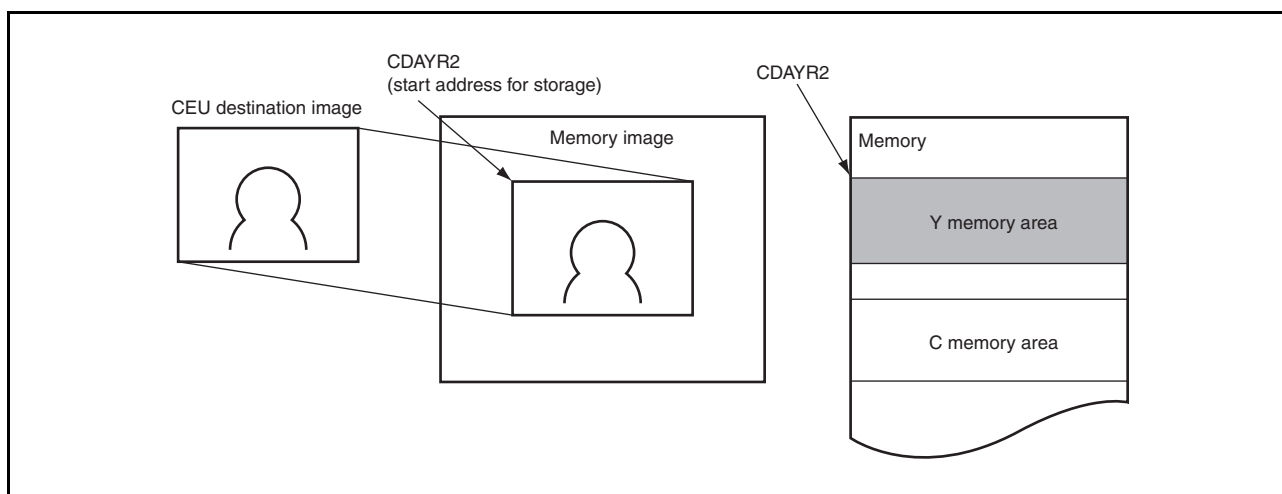 CEU destination image
CDAYR2
(start address for storage)
Memory image
CDAYR2
Memory
Y memory area
C memory area